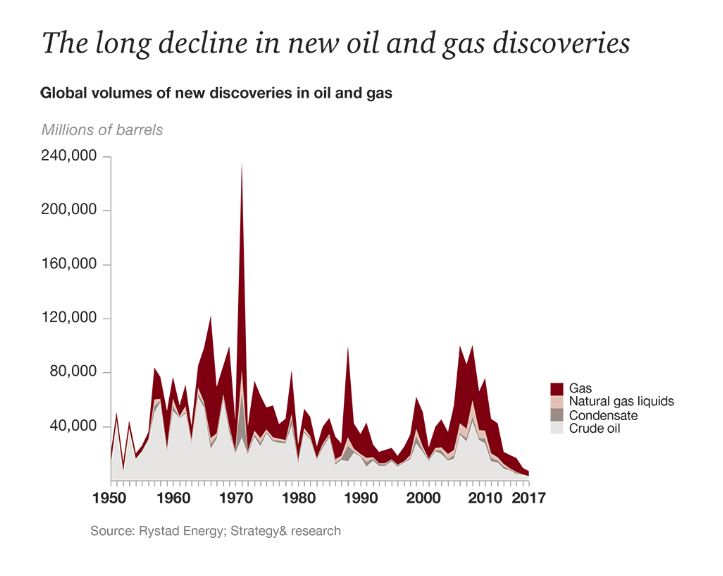 The long decline in new oil and gas discoveries
Global volumes of new discoveries in oil and gas
Millions of barrels
240,000
200,000
160,000
120,000
80,000
40,000
Gas
Natural gas liquids
Condensate
Crude oil
1950 1960 1970 1980 1990 2000 2010 2017
Source: Rystad Energy; Strategy& research